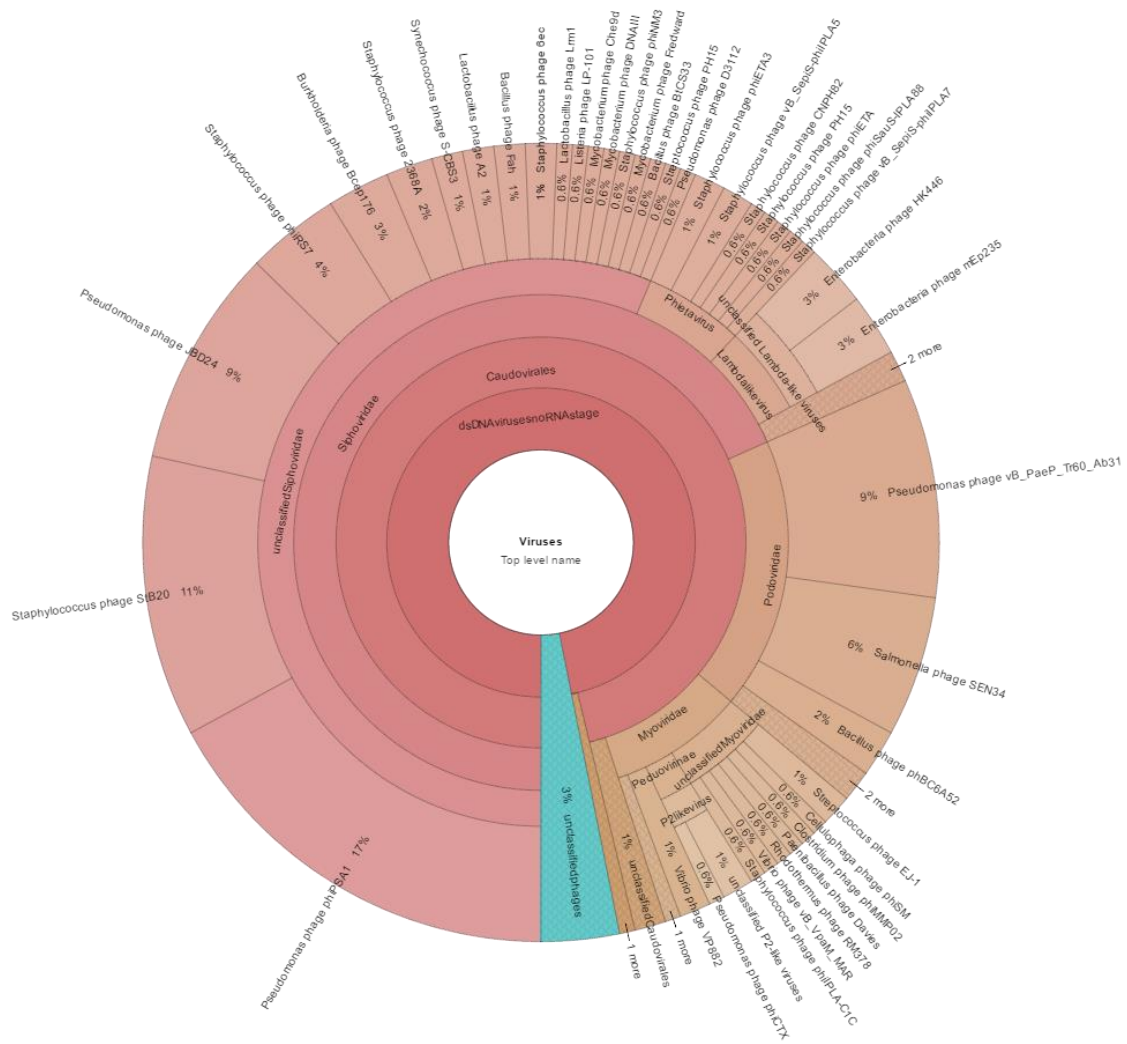 Viruses
Top level name
dsDNAvirusesnoRNAstage
Caudovirales
Siphoviridae
unclassifiedSiphoviridae
Pseudomonas phage phiPSA1 17%
Staphylococcus phage StB20 11%
Pseudomonas phage JBD24 9%
Staphylococcus phage phiRS7 4%
Burkholderia phage Bcep176 3%
Staphylococcus phage 2368A 2%
Synechococcus phage S-CBS3 1%
Lactobacillus phage A2 1%
Bacillus phage Fah 1%
1% Staphylococcus phage 6ec
0.6% Lactobacillus phage Lrm1
0.6% Listeria phage LP-101
0.6% Mycobacterium phage Che9d
0.6% Mycobacterium phage DNAIII
0.6% Staphylococcus phage phiNM3
0.6% Mycobacterium phage Fredward
0.6% Bacillus phage BtCS33
0.6% Streptococcus phage PH15
0.6% Pseudomonas phage D3112
Phietavirus
1% Staphylococcus phage phiETA3
1% Staphylococcus phage vB_SepiS-phiIPLA5
0.6% Staphylococcus phage CNPH82
0.6% Staphylococcus phage PH15
0.6% Staphylococcus phage phiETA
0.6% Staphylococcus phage phiSauS-IPLA88
0.6% Staphylococcus phage vB_SepiS-phiIPLA7
Lambdalikevirus
unclassified Lambda-like viruses
3% Enterobacteria phage HK446
3% Enterobacteria phage mEp235
2 more
Podoviridae
9% Pseudomonas phage vB_PaeP_Tr60_Ab31
6% Salmonella phage SEN34
2% Bacillus phage phBC6A52
2 more
Myoviridae
unclassifiedMyoviridae
1% Streptococcus phage EJ-1
0.6% Cellulophaga phage phiSM
0.6% Clostridium phage phiMMP02
0.6% Paenibacillus phage Davies
0.6% Rhodothermus phage RM378
0.6% Vibrio phage vB_VpaM_MAR
0.6% Staphylococcus phage phiIPLA-C1C
Peduovirinae
P2likevirus
1% unclassified P2-like viruses
0.6% Pseudomonas phage phiCTX
1% Vibrio phage VP882
1 more
1% unclassifiedCaudovirales
1 more
3% unclassifiedphages